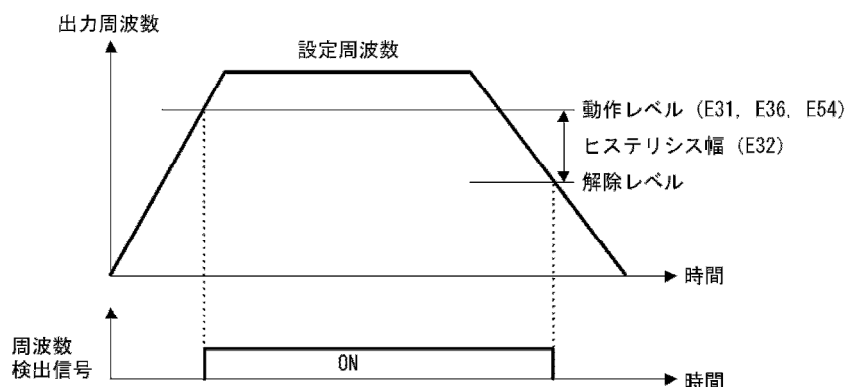 出力周波数
設定周波数
動作レベル (E31, E36, E54)
ヒステリシス幅 (E32)
解除レベル
時間
周波数
検出信号
ON
時間